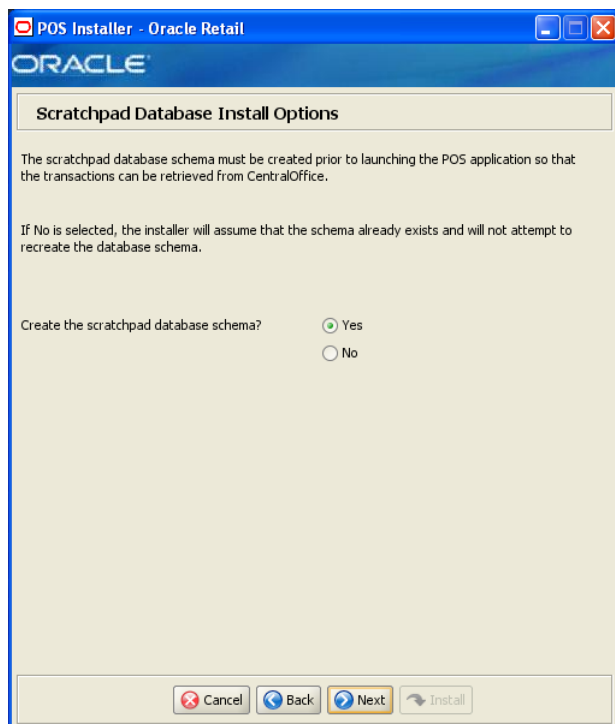 POS Installer - Oracle Retail
ORACLE
Scratchpad Database Install Options
The scratchpad database schema must be created prior to launching the POS application so that
the transactions can be retrieved from CentralOffice.
If No is selected, the installer will assume that the schema already exists and will not attempt to
recreate the database schema.
Create the scratchpad database schema? Yes
No
Cancel Back Next Install